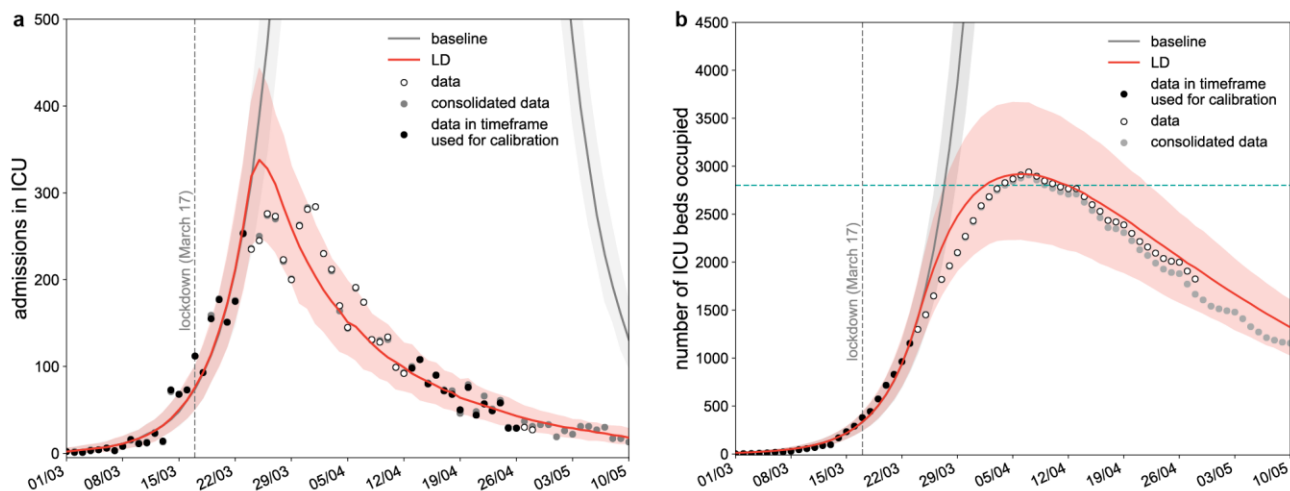 a
admissions in ICU
500
400
300
200
100
0
baseline
LD
data
consolidated data
data in timeframe
used for calibration
lockdown (March 17)
01/03
08/03
15/03
22/03
29/03
05/04
12/04
19/04
26/04
03/05
10/05
b
number of ICU beds occupied
4500
4000
3500
3000
2500
2000
1500
1000
500
0
baseline
LD
data in timeframe
used for calibration
data
consolidated data
lockdown (March 17)
01/03
08/03
15/03
22/03
29/03
05/04
12/04
19/04
26/04
03/05
10/05